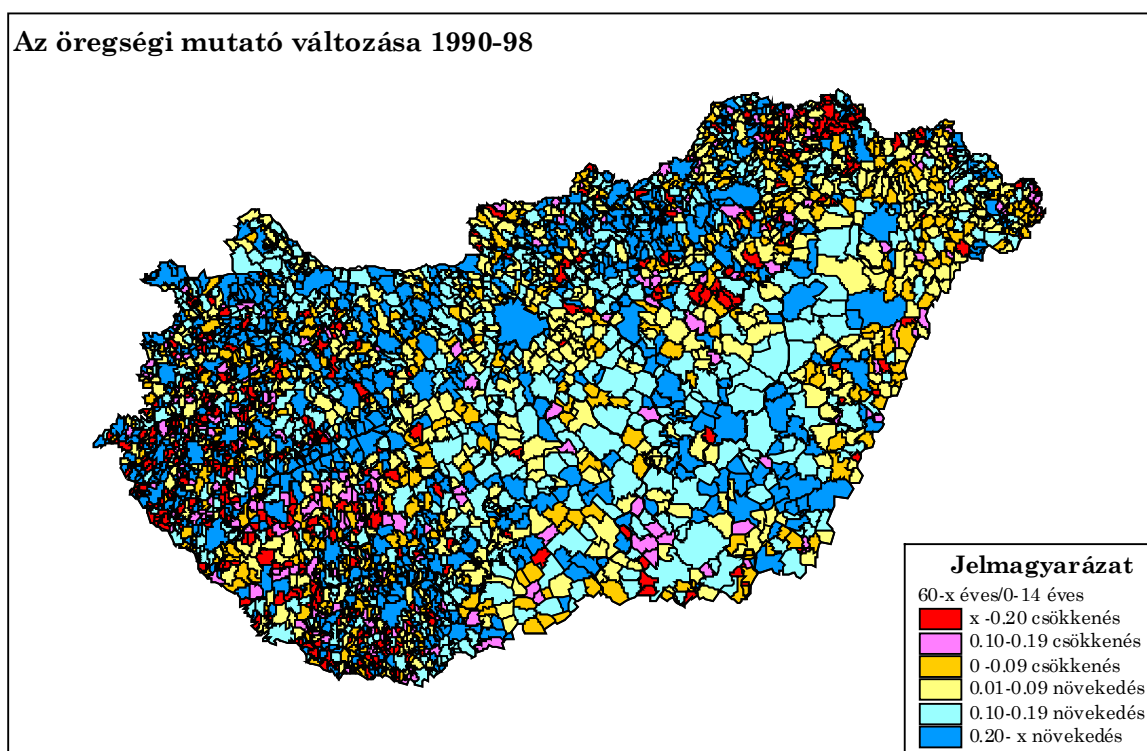 Az öregségi mutató változása 1990-98
Jelmagyarázat
60-x éves/0-14 éves
x -0.20 csökkenés
0.10-0.19 csökkenés
0 -0.09 csökkenés
0.01-0.09 növekedés
0.10-0.19 növekedés
0.20- x növekedés